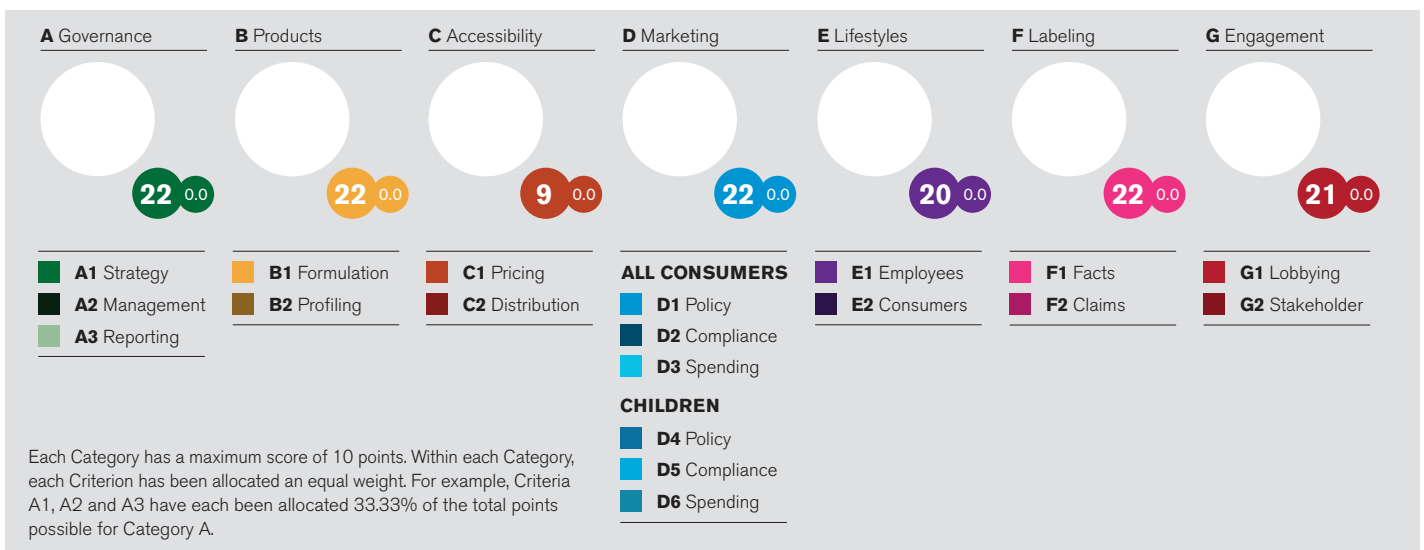 A Governance
B Products
C Accessibility
D Marketing
E Lifestyles
F Labeling
G Engagement
22 0.0
22 0.0
9 0.0
22 0.0
20 0.0
22 0.0
21 0.0
A1 Strategy
A2 Management
A3 Reporting
B1 Formulation
B2 Profiling
C1 Pricing
C2 Distribution
ALL CONSUMERS
D1 Policy
D2 Compliance
D3 Spending
CHILDREN
D4 Policy
D5 Compliance
D6 Spending
E1 Employees
E2 Consumers
F1 Facts
F2 Claims
G1 Lobbying
G2 Stakeholder
Each Category has a maximum score of 10 points. Within each Category,
each Criterion has been allocated an equal weight. For example, Criteria
A1, A2 and A3 have each been allocated 33.33% of the total points
possible for Category A.